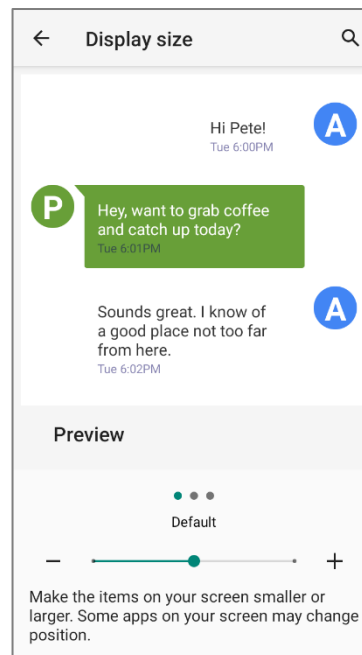 Display size
Hi Pete!
A
Tue 6:00PM
P
Hey, want to grab coffee
and catch up today?
Tue 6:01PM
Sounds great. I know of
A
a good place not too far
from here.
Tue 6:02PM
Preview
Default
Make the items on your screen smaller or
larger. Some apps on your screen may change
position.